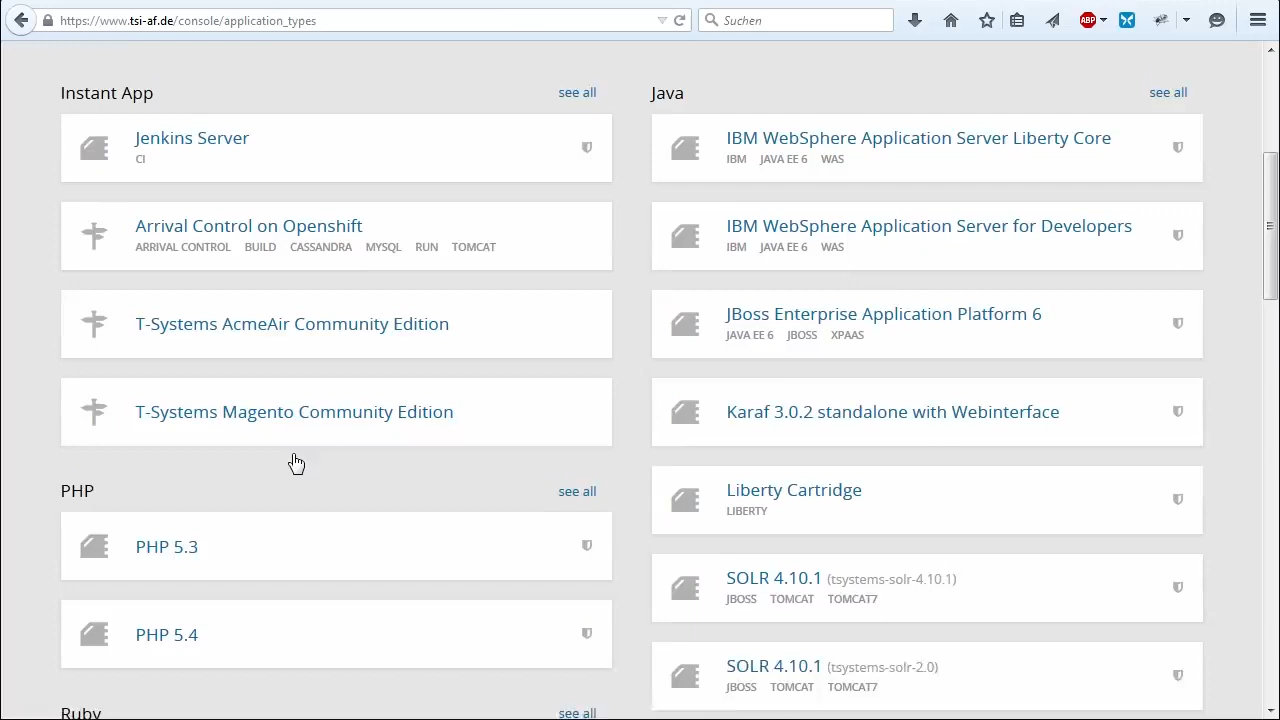 https://www.tsi-af.de/console/application_types
Suchen
ABP
Instant App
see all
Jenkins Server
CI
Arrival Control on Openshift
ARRIVAL CONTROL BUILD CASSANDRA MYSQL RUN TOMCAT
T-Systems AcmeAir Community Edition
T-Systems Magento Community Edition
PHP
see all
PHP 5.3
PHP 5.4
Ruby
see all
Java
see all
IBM WebSphere Application Server Liberty Core
IBM JAVA EE 6 WAS
IBM WebSphere Application Server for Developers
IBM JAVA EE 6 WAS
JBoss Enterprise Application Platform 6
JAVA EE 6 JBOSS XPAAS
Karaf 3.0.2 standalone with Webinterface
Liberty Cartridge
LIBERTY
SOLR 4.10.1 (tsystems-solr-4.10.1)
JBOSS TOMCAT TOMCAT7
SOLR 4.10.1 (tsystems-solr-2.0)
JBOSS TOMCAT TOMCAT7